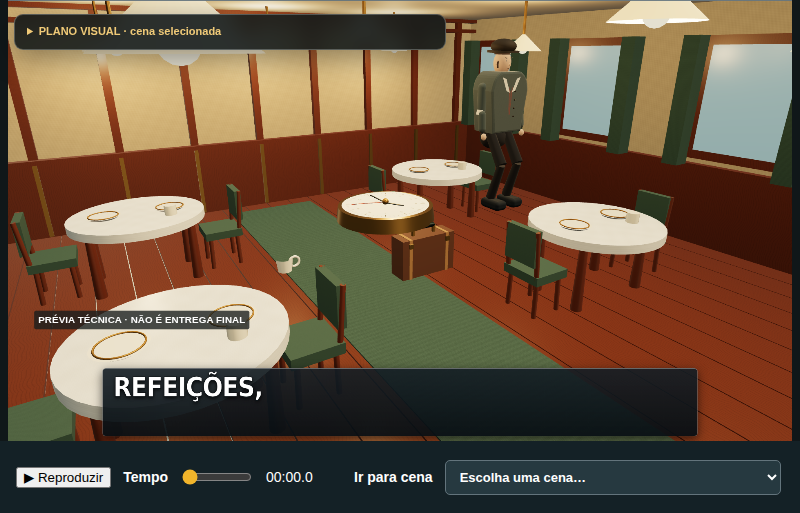 ▶ PLANO VISUAL · cena selecionada
PRÉVIA TÉCNICA · NÃO É ENTREGA FINAL
REFEIÇÕES,
▶ Reproduzir Tempo 00:00.0 Ir para cena Escolha uma cena…